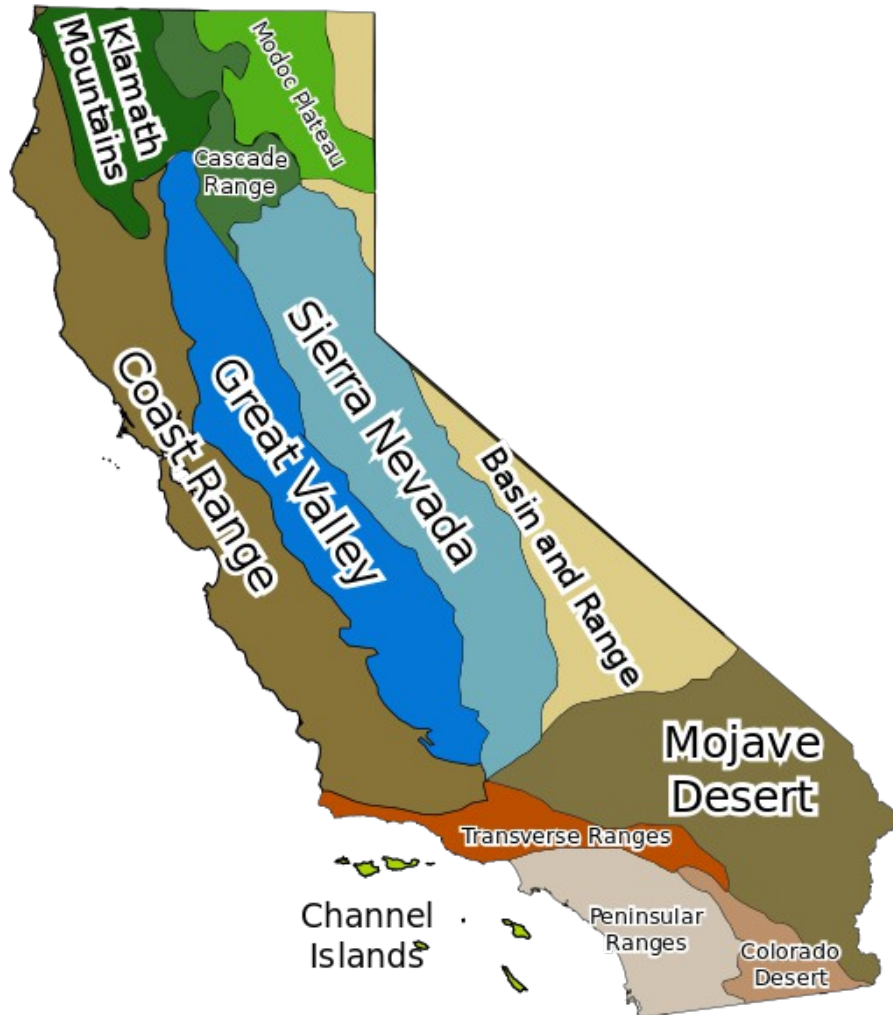 Klamath
Mountains
Modoc Plateau
Cascade
Range
Sierra Nevada
Great Valley
Coast Range
Basin and Range
Mojave
Desert
Transverse Ranges
Channel
Islands
Peninsular
Ranges
Colorado
Desert